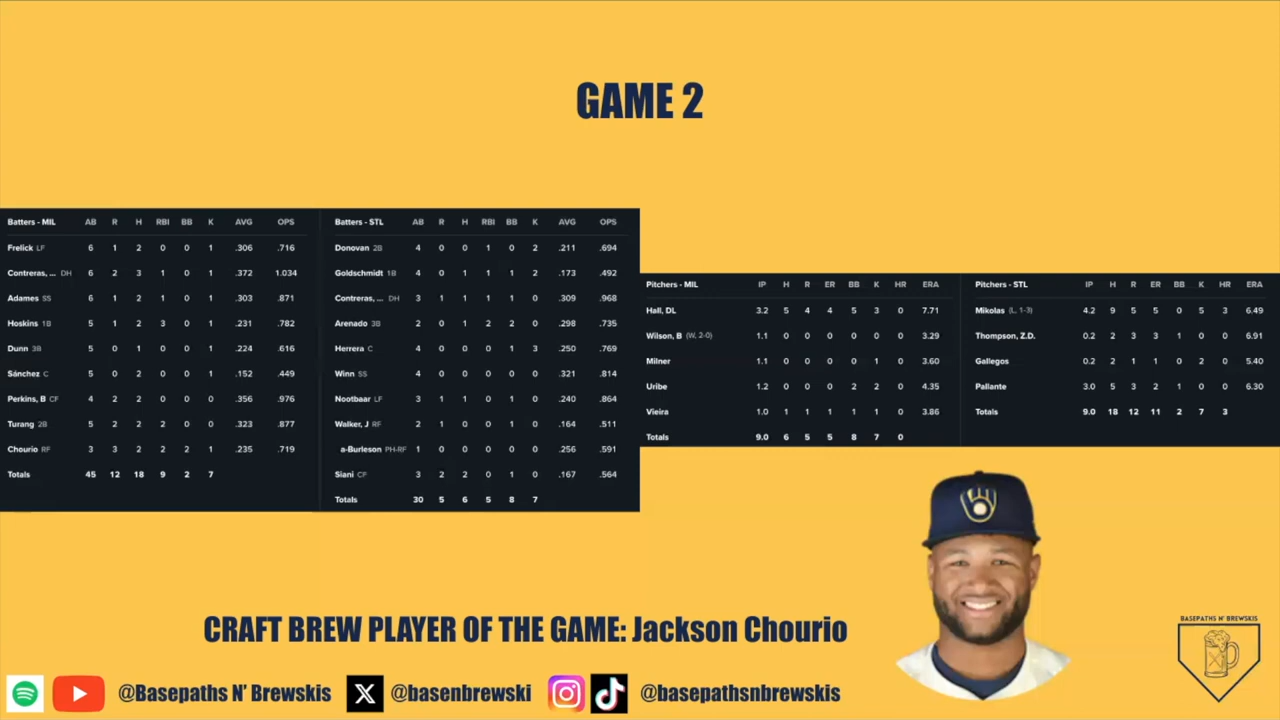 GAME 2
Batters - MIL AB R H RBI BB K AVG OPS
Frelick LF 6 1 2 0 0 1 .306 .716
Contreras, ... DH 6 2 3 1 0 1 .372 1.034
Adames SS 6 1 2 1 0 1 .303 .871
Hoskins 1B 5 1 2 3 0 1 .231 .782
Dunn 3B 5 0 1 0 0 1 .224 .616
Sánchez C 5 0 2 0 0 1 .152 .449
Perkins, B CF 4 2 2 0 0 0 .356 .976
Turang 2B 5 2 2 2 0 0 .323 .877
Chourio RF 3 3 2 2 2 1 .235 .719
Totals 45 12 18 9 2 7
Batters - STL AB R H RBI BB K AVG OPS
Donovan 2B 4 0 0 1 0 2 .211 .694
Goldschmidt 1B 4 0 1 1 1 2 .173 .492
Contreras, ... DH 3 1 1 1 1 0 .309 .968
Arenado 3B 2 0 1 2 2 0 .298 .735
Herrera C 4 0 0 0 1 3 .250 .769
Winn SS 4 0 0 0 0 0 .321 .814
Nootbaar LF 3 1 1 0 1 0 .240 .864
Walker, J RF 2 1 0 0 1 0 .164 .511
a-Burleson PH-RF 1 0 0 0 0 0 .256 .591
Siani CF 3 2 2 0 1 0 .167 .564
Totals 30 5 6 5 8 7
Pitchers - MIL IP H R ER BB K HR ERA
Hall, DL 3.2 5 4 4 5 3 0 7.71
Wilson, B (W, 2-0) 1.1 0 0 0 0 0 0 3.29
Milner 1.1 0 0 0 0 1 0 3.60
Uribe 1.2 0 0 0 2 2 0 4.35
Vieira 1.0 1 1 1 1 1 0 3.86
Totals 9.0 6 5 5 8 7 0
Pitchers - STL IP H R ER BB K HR ERA
Mikolas (L, 1-3) 4.2 9 5 5 0 5 3 6.49
Thompson, Z.D. 0.2 2 3 3 1 0 0 6.91
Gallegos 0.2 2 1 1 0 2 0 5.40
Pallante 3.0 5 3 2 1 0 0 6.30
Totals 9.0 18 12 11 2 7 3
CRAFT BREW PLAYER OF THE GAME: Jackson Chourio
BASEPATHS N' BREWSKIS
@Basepaths N' Brewskis X @basenbrewski @basepathsnbrewskis